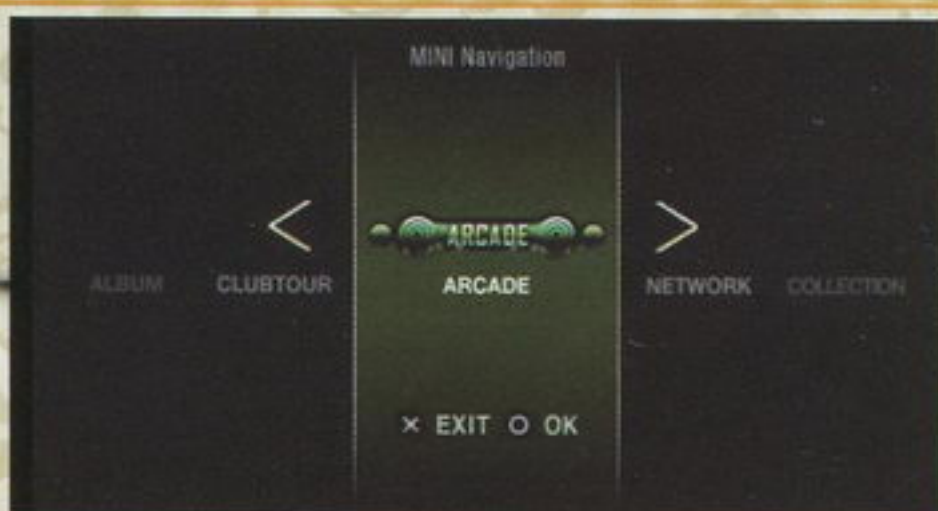 MINI Navigation
< >
ARCADE
ALBUM CLUBTOUR ARCADE NETWORK COLLECTION
× EXIT ○ OK